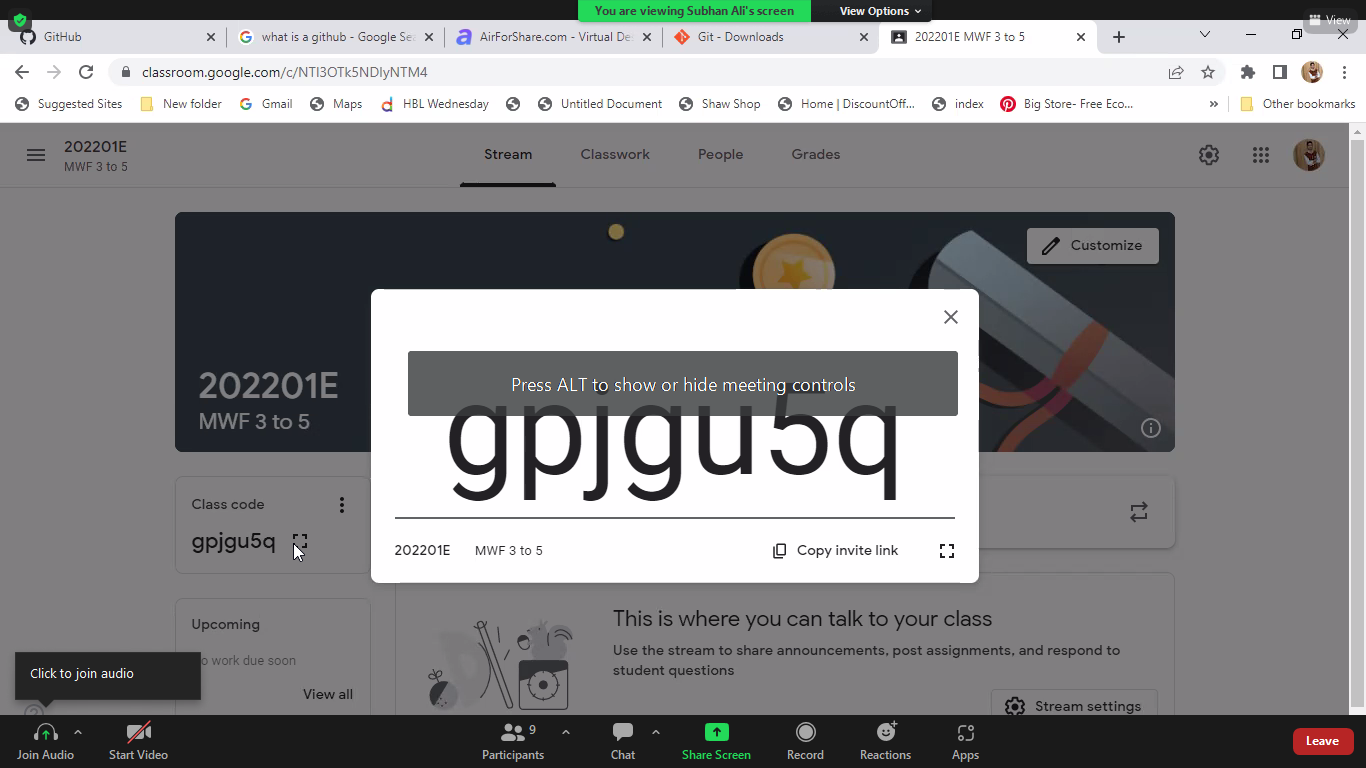 You are viewing Subhan Ali's screen
View Options
View
GitHub
what is a github - Google Sea
AirForShare.com - Virtual De
Git - Downloads
202201E MWF 3 to 5
classroom.google.com/c/NTI3OTk5NDIyNTM4
Suggested Sites
New folder
Gmail
Maps
HBL Wednesday
Untitled Document
Shaw Shop
Home | DiscountOff...
index
Big Store- Free Eco...
»
Other bookmarks
202201E
MWF 3 to 5
Stream
Classwork
People
Grades
Customize
202201E
MWF 3 to 5
Press ALT to show or hide meeting controls
gpjgu5q
202201E
MWF 3 to 5
Copy invite link
Class code
gpjgu5q
This is where you can talk to your class
Use the stream to share announcements, post assignments, and respond to
student questions
Stream settings
Upcoming
o work due soon
View all
Click to join audio
Join Audio
Start Video
Participants
9
Chat
Share Screen
Record
Reactions
Apps
Leave